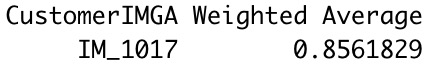 CustomerIMGA Weighted Average
IM_1017 0.8561829